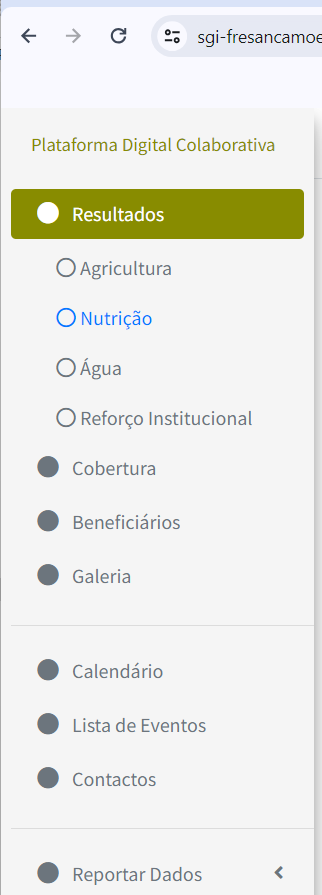 sgi-fresancamoe
Plataforma Digital Colaborativa
Resultados
Agricultura
Nutrição
Água
Reforço Institucional
Cobertura
Beneficiários
Galeria
Calendário
Lista de Eventos
Contactos
Reportar Dados